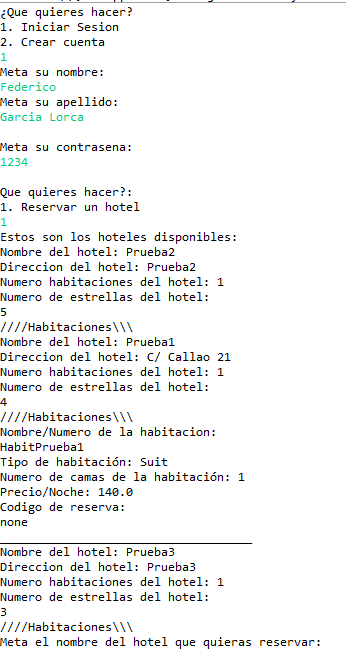 ¿Que quieres hacer?
1. Iniciar Sesion
2. Crear cuenta
1
Meta su nombre:
Federico
Meta su apellido:
Garcia Lorca
Meta su contrasena:
1234
Que quieres hacer?:
1. Reservar un hotel
1
Estos son los hoteles disponibles:
Nombre del hotel: Prueba2
Direccion del hotel: Prueba2
Numero habitaciones del hotel: 1
Numero de estrellas del hotel:
5
////Habitaciones\\\
Nombre del hotel: Prueba1
Direccion del hotel: C/ Callao 21
Numero habitaciones del hotel: 1
Numero de estrellas del hotel:
4
////Habitaciones\\\
Nombre/Numero de la habitacion:
HabitPrueba1
Tipo de habitación: Suit
Numero de camas de la habitación: 1
Precio/Noche: 140.0
Codigo de reserva:
none
____________________________________
Nombre del hotel: Prueba3
Direccion del hotel: Prueba3
Numero habitaciones del hotel: 1
Numero de estrellas del hotel:
3
////Habitaciones\\\
Meta el nombre del hotel que quieras reservar: